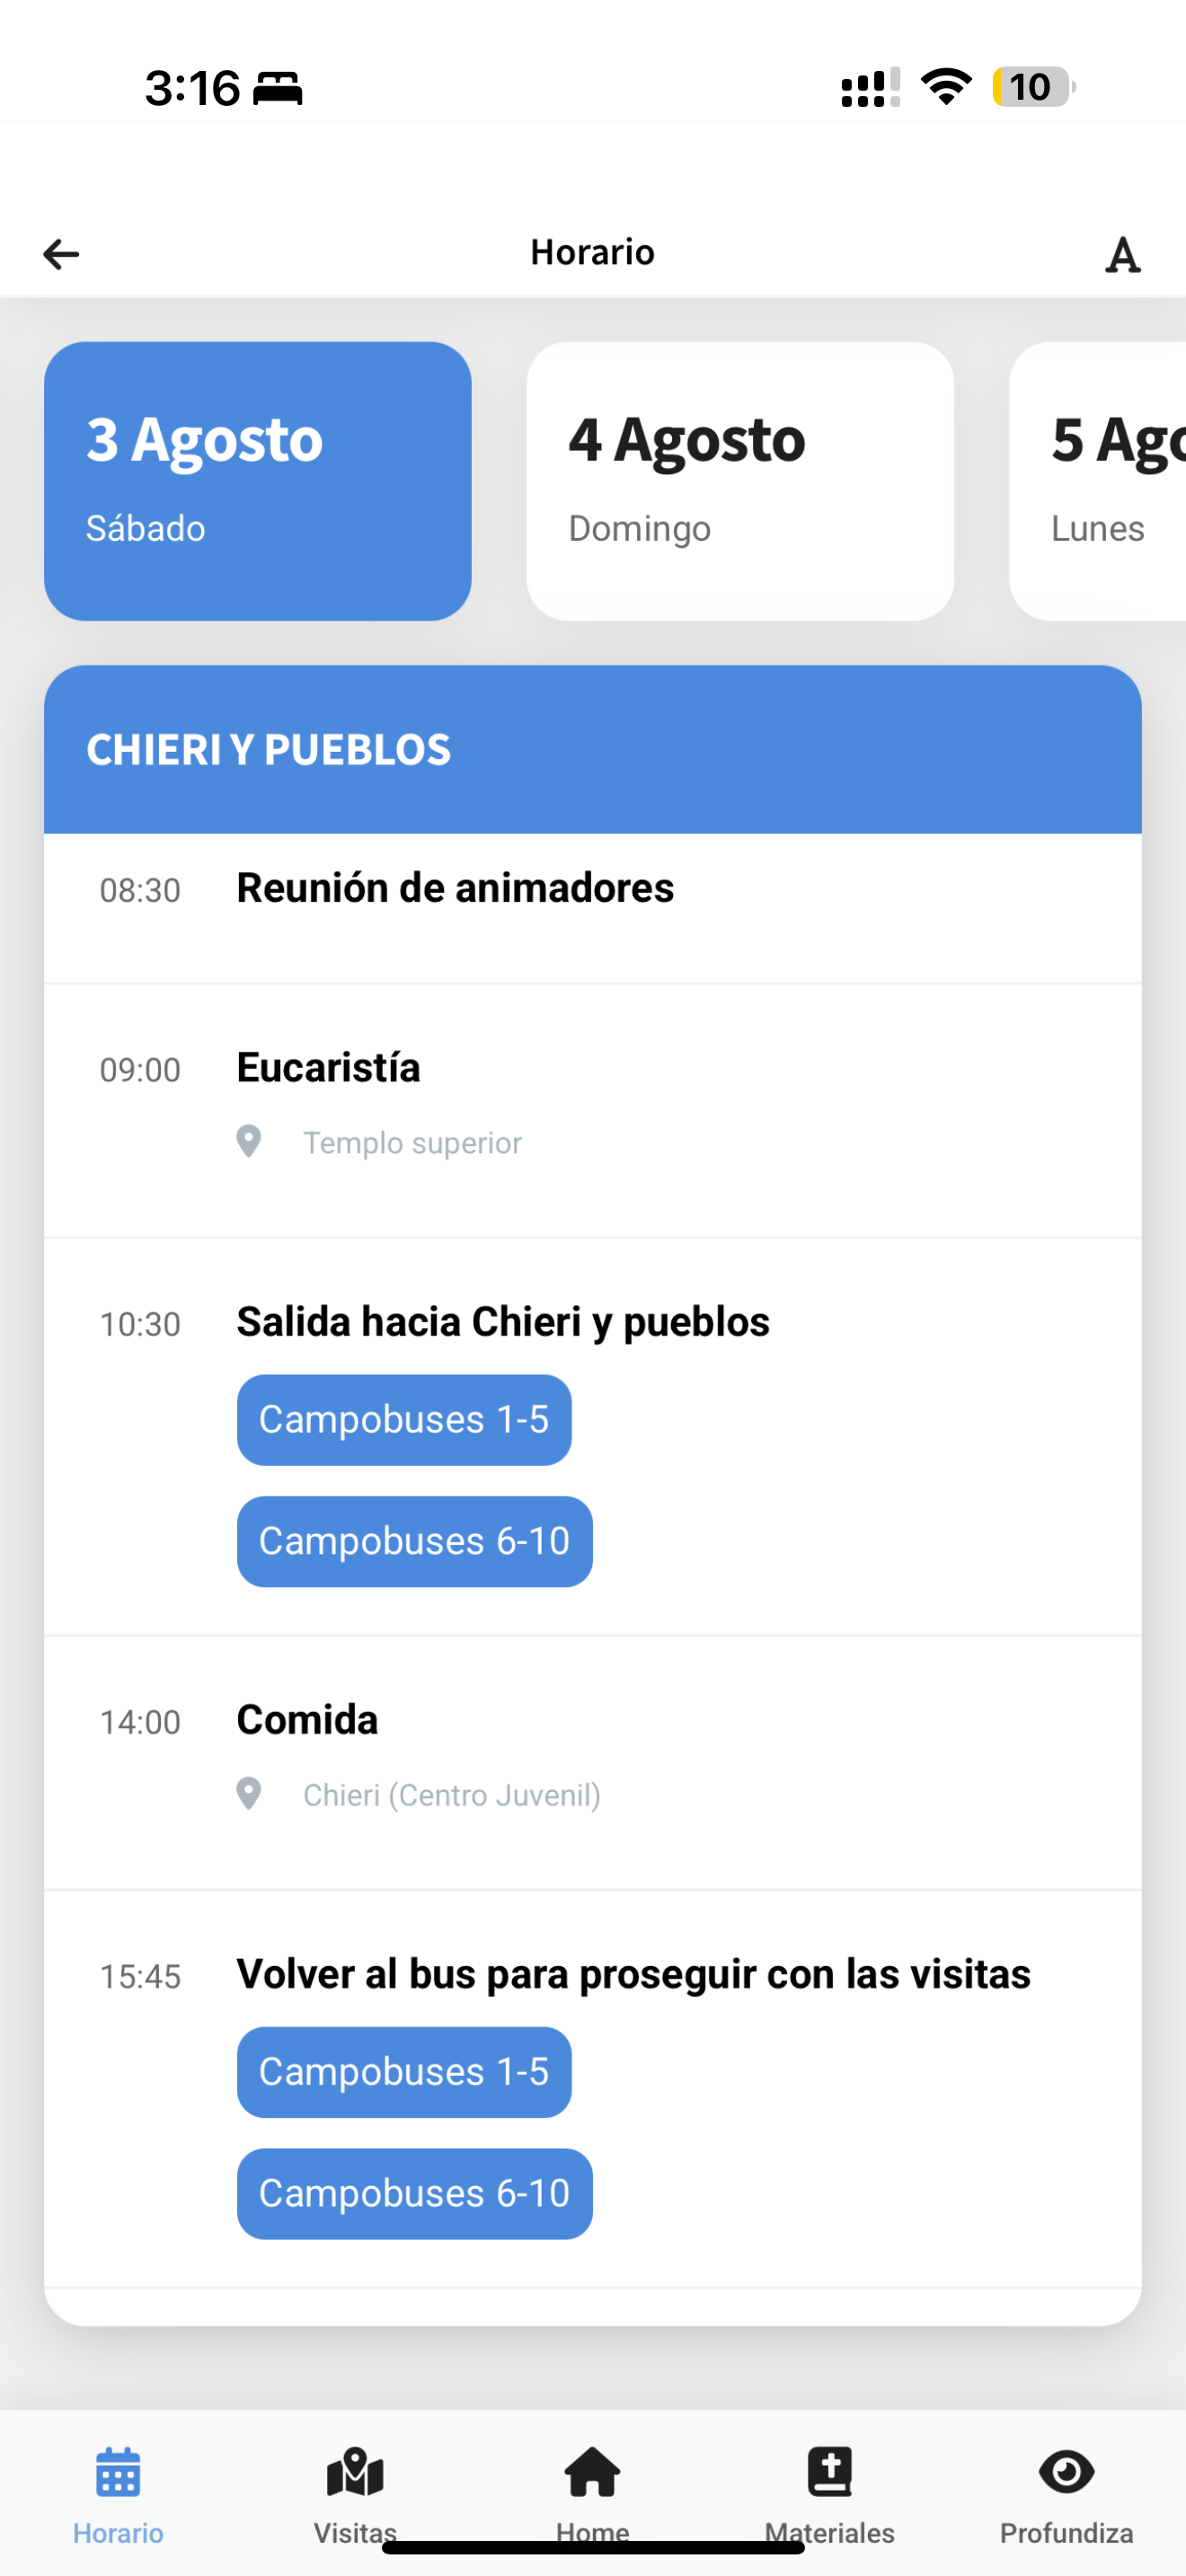 3:16
10
Horario
A
3 Agosto
Sábado
4 Agosto
Domingo
5 Ago
Lunes
CHIERI Y PUEBLOS
08:30 Reunión de animadores
09:00 Eucaristía
Templo superior
10:30 Salida hacia Chieri y pueblos
Campobuses 1-5
Campobuses 6-10
14:00 Comida
Chieri (Centro Juvenil)
15:45 Volver al bus para proseguir con las visitas
Campobuses 1-5
Campobuses 6-10
Horario
Visitas
Home
Materiales
Profundiza